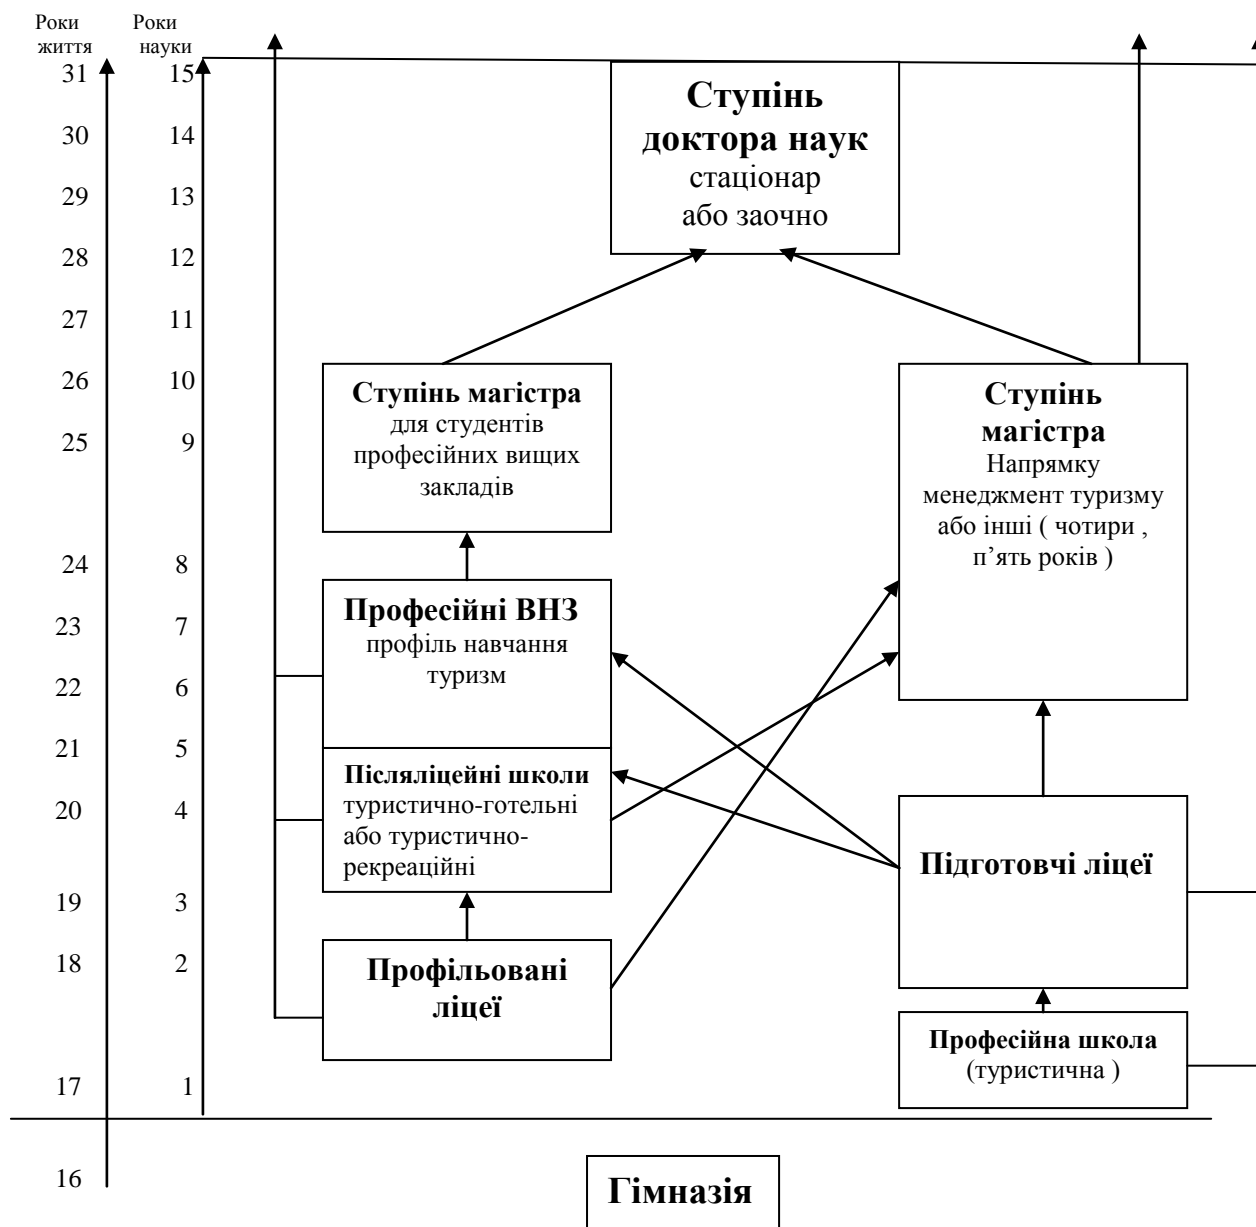 Роки життя
Роки науки
31 15
30 14
29 13
28 12
27 11
26 10
25 9
24 8
23 7
22 6
21 5
20 4
19 3
18 2
17 1
16
Ступінь
доктора наук
стаціонар
або заочно
Ступінь магістра
для студентів
професійних вищих
закладів
Ступінь
магістра
Напрямку
менеджмент туризму
або інші ( чотири ,
п’ять років )
Професійні ВНЗ
профіль навчання
туризм
Післяліцейні школи
туристично-готельні
або туристично-
рекреаційні
Підготовчі ліцеї
Профільовані
ліцеї
Професійна школа
(туристична )
Гімназія